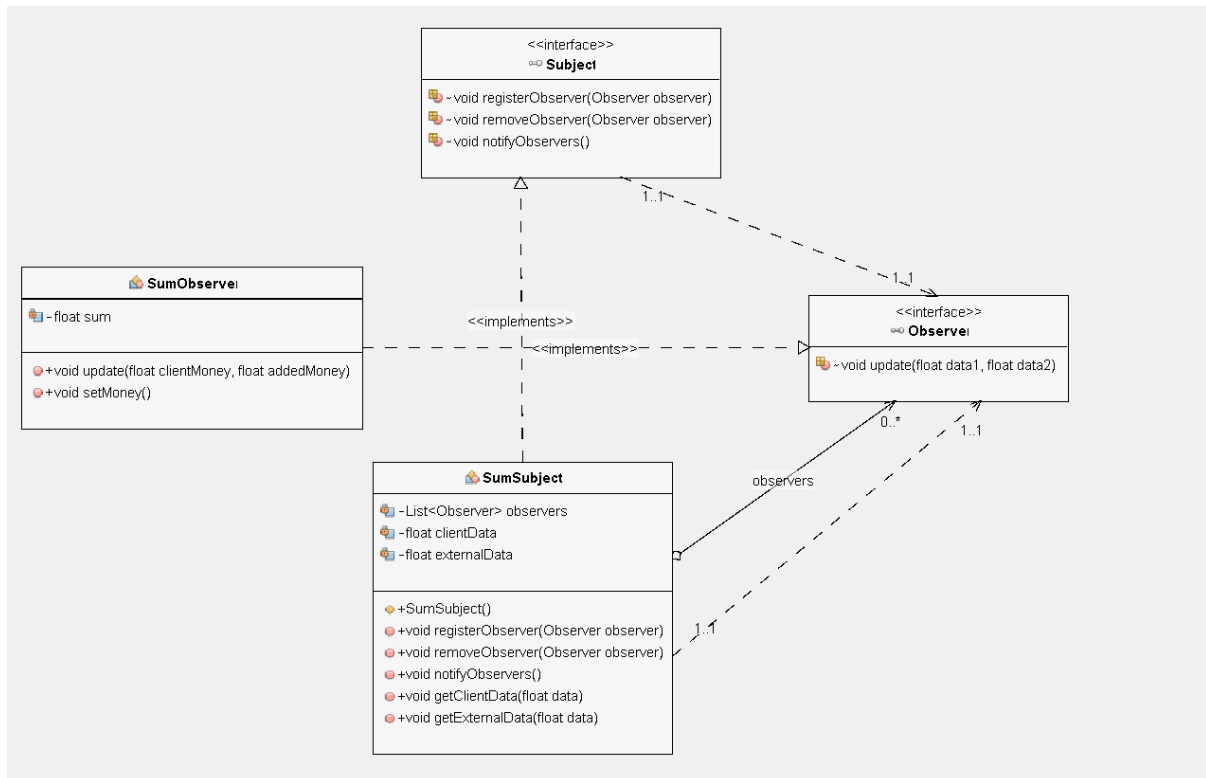 <<interface>>
Subject
~void registerObserver(Observer observer)
~void removeObserver(Observer observer)
~void notifyObservers()
1..1
1..1
SumObserver
-float sum
+void update(float clientMoney, float addedMoney)
+void setMoney()
<<implements>>
<<implements>>
<<interface>>
Observer
~void update(float data1, float data2)
0..*
1..1
observers
1..1
SumSubject
-List<Observer> observers
-float clientData
-float externalData
+SumSubject()
+void registerObserver(Observer observer)
+void removeObserver(Observer observer)
+void notifyObservers()
+void getClientData(float data)
+void getExternalData(float data)